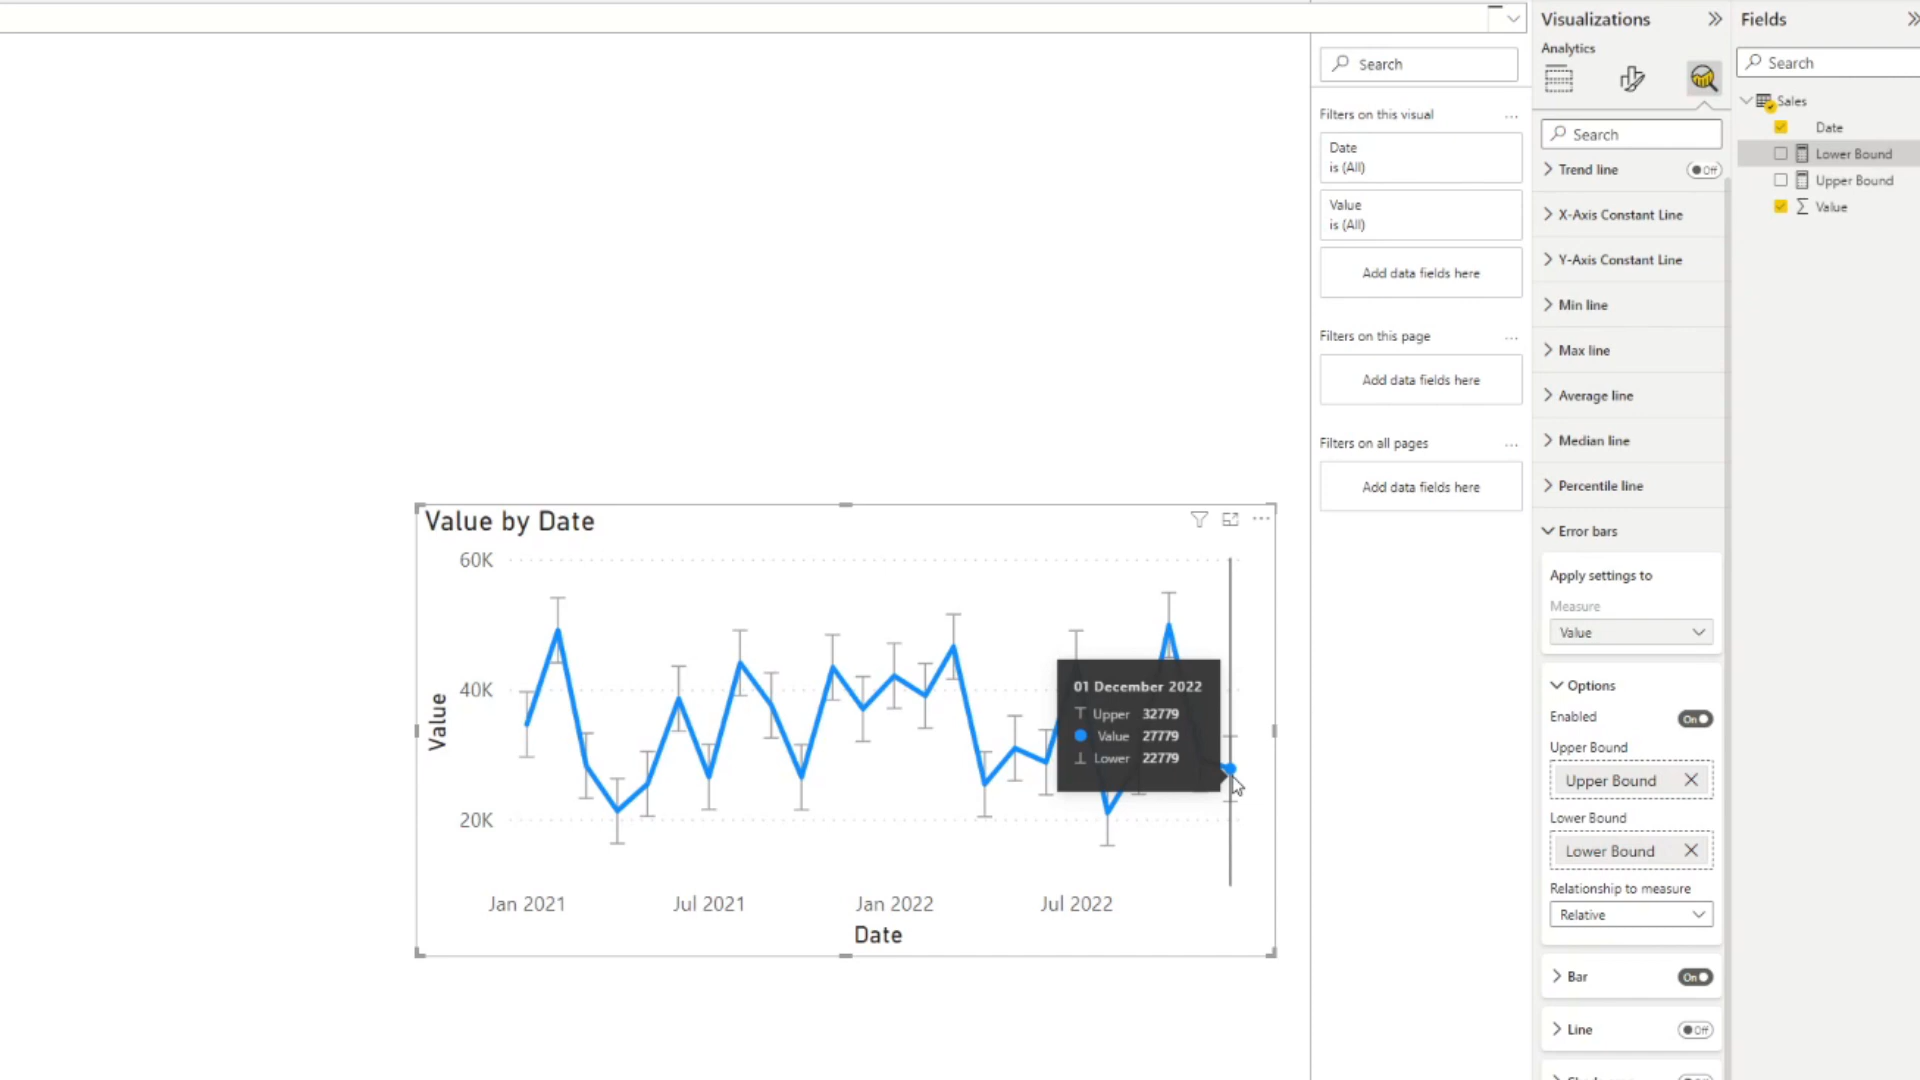 Search
Filters on this visual
Date
is (All)
Value
is (All)
Add data fields here
Filters on this page
Add data fields here
Filters on all pages
Add data fields here
Visualizations
Analytics
Search
Trend line
Off
X-Axis Constant Line
Y-Axis Constant Line
Min line
Max line
Average line
Median line
Percentile line
Error bars
Apply settings to
Measure
Value
Options
Enabled
On
Upper Bound
Upper Bound
Lower Bound
Lower Bound
Relationship to measure
Relative
Bar
On
Line
Off
Fields
Search
Sales
Date
Lower Bound
Upper Bound
Value
Value by Date
60K
40K
20K
Value
01 December 2022
Upper 32779
Value 27779
Lower 22779
Jan 2021
Jul 2021
Jan 2022
Jul 2022
Date